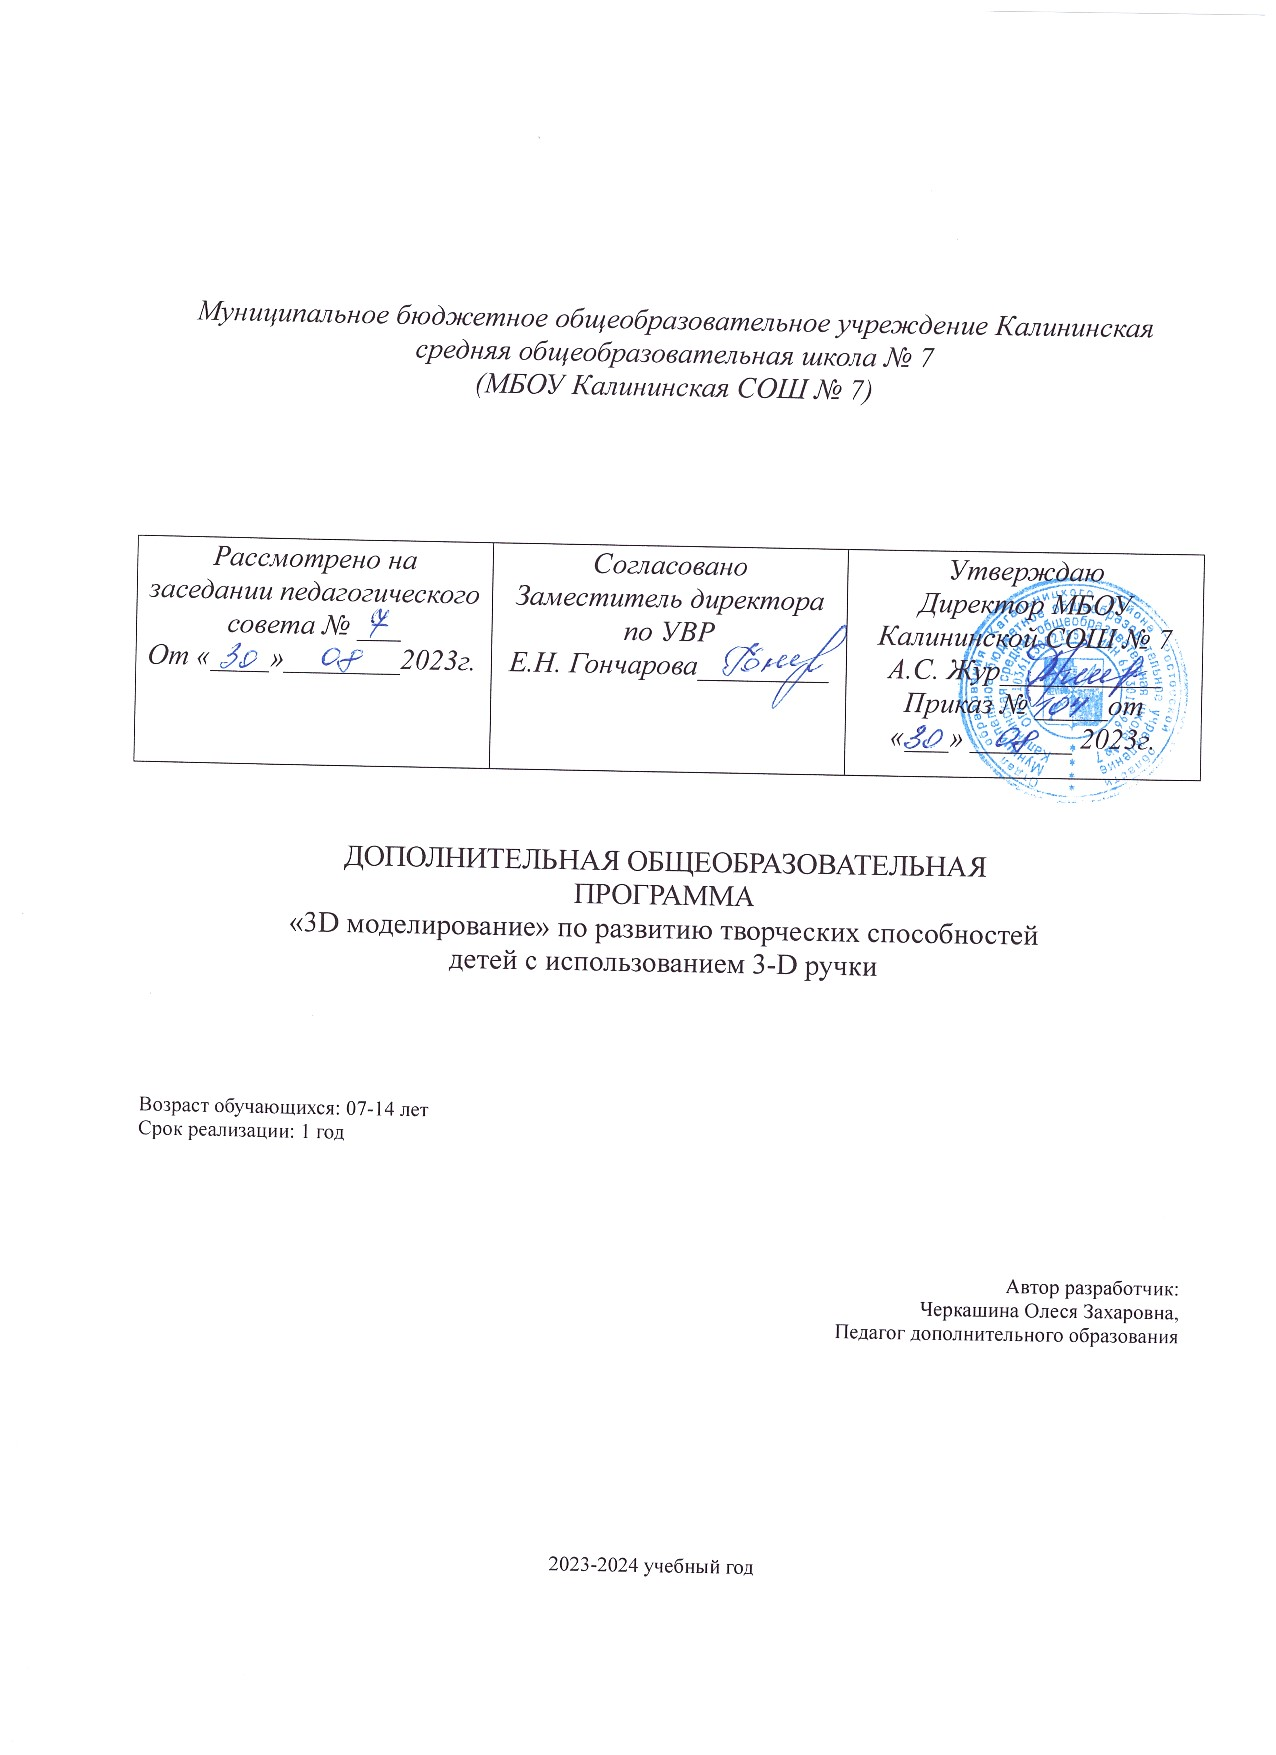 Муниципальное бюджетное общеобразовательное учреждение Калининская
средняя общеобразовательная школа № 7
(МБОУ Калининская СОШ № 7)
Рассмотрено на
заседании педагогического
совета № 7
От «30» 08 2023г.
Согласовано
Заместитель директора
по УВР
Е.Н. Гончарова
Утверждаю
Директор МБОУ
Калининской СОШ № 7
А.С. Жур
Приказ № 104 от
«30» 08 2023г.
ДОПОЛНИТЕЛЬНАЯ ОБЩЕОБРАЗОВАТЕЛЬНАЯ
ПРОГРАММА
«3D моделирование» по развитию творческих способностей
детей с использованием 3-D ручки
Возраст обучающихся: 07-14 лет
Срок реализации: 1 год
Автор разработчик:
Черкашина Олеся Захаровна,
Педагог дополнительного образования
2023-2024 учебный год